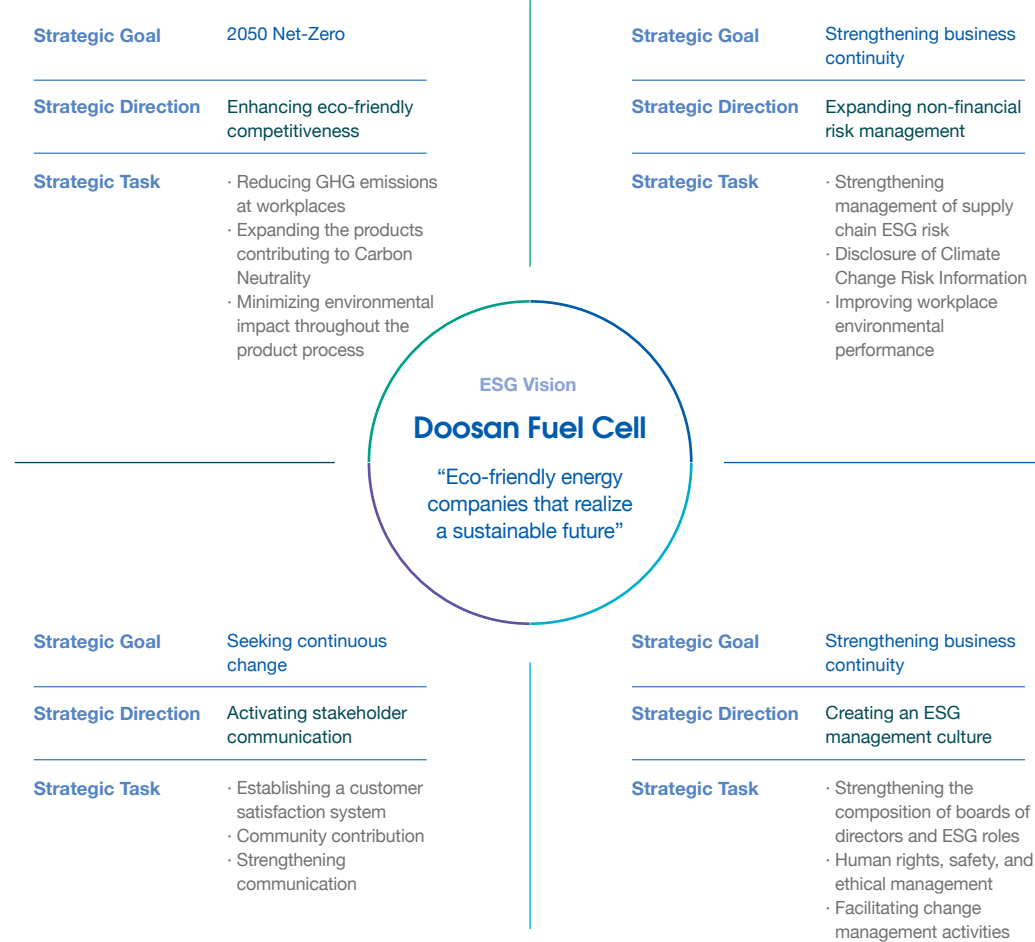 Strategic Goal
2050 Net-Zero
Strategic Direction
Enhancing eco-friendly
competitiveness
Strategic Task
· Reducing GHG emissions
at workplaces
· Expanding the products
contributing to Carbon
Neutrality
· Minimizing environmental
impact throughout the
product process
Strategic Goal
Strengthening business
continuity
Strategic Direction
Expanding non-financial
risk management
Strategic Task
· Strengthening
management of supply
chain ESG risk
· Disclosure of Climate
Change Risk Information
· Improving workplace
environmental
performance
ESG Vision
Doosan Fuel Cell
“Eco-friendly energy
companies that realize
a sustainable future”
Strategic Goal
Seeking continuous
change
Strategic Direction
Activating stakeholder
communication
Strategic Task
· Establishing a customer
satisfaction system
· Community contribution
· Strengthening
communication
Strategic Goal
Strengthening business
continuity
Strategic Direction
Creating an ESG
management culture
Strategic Task
· Strengthening the
composition of boards of
directors and ESG roles
· Human rights, safety, and
ethical management
· Facilitating change
management activities